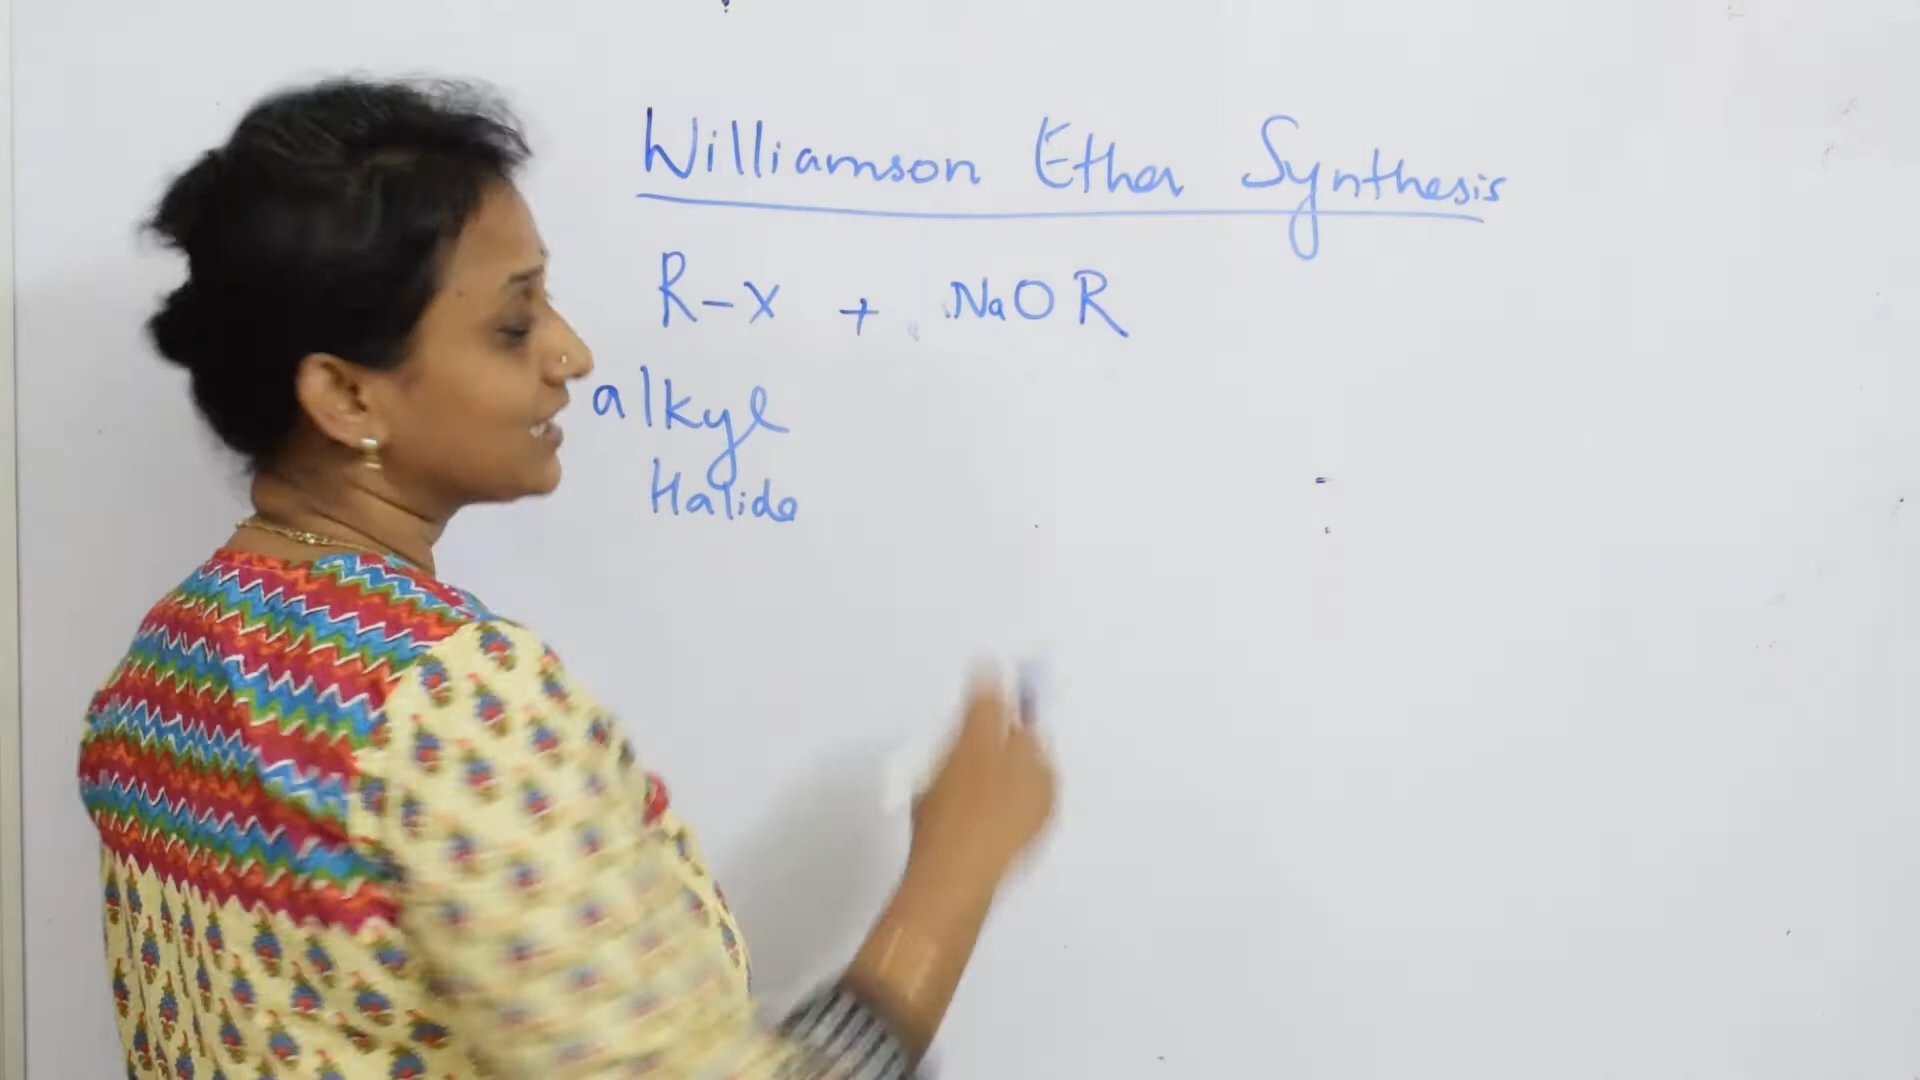 Williamson Ether Synthesis
R-X + NaOR
alkyl
Halide